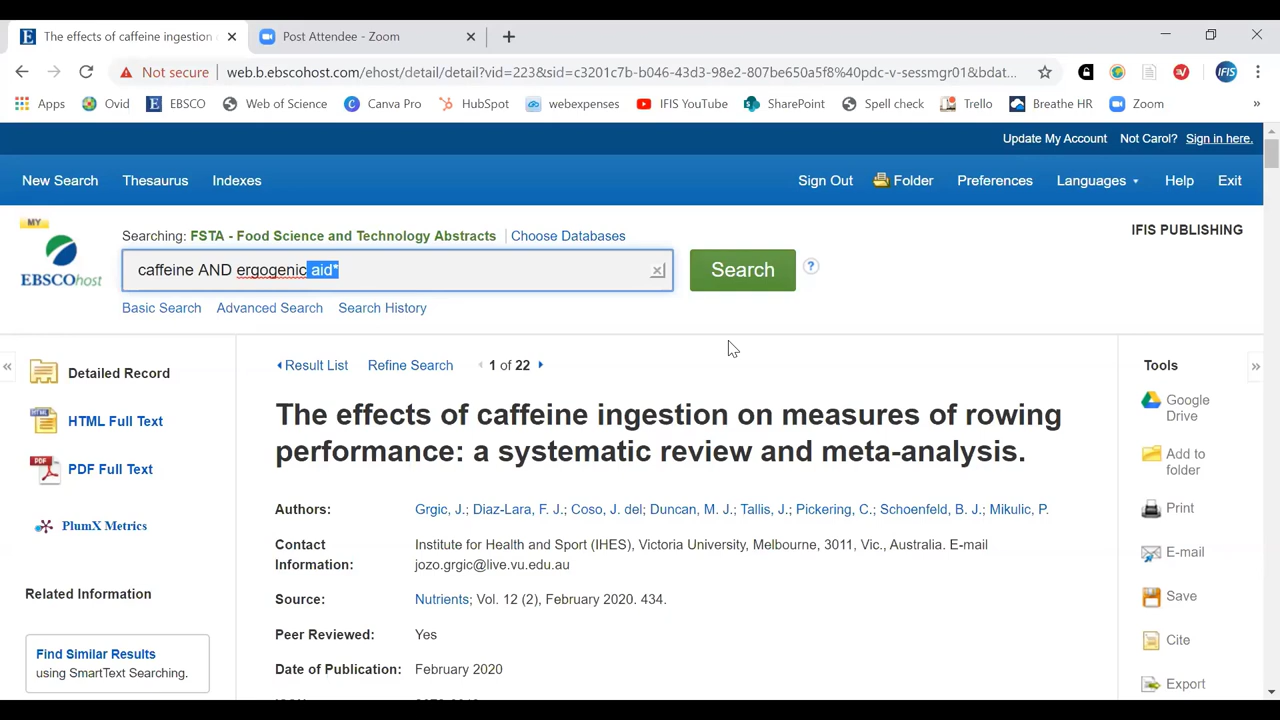 The effects of caffeine ingestion
Post Attendee - Zoom
Not secure
web.b.ebscohost.com/ehost/detail/detail?vid=223&sid=c3201c7b-b046-43d3-98e2-807be650a5f8%40pdc-v-sessmgr01&bdat...
IFIS
Apps
Ovid
EBSCO
Web of Science
Canva Pro
HubSpot
webexpenses
IFIS YouTube
SharePoint
Spell check
Trello
Breathe HR
Zoom
»
Update My Account Not Carol? Sign in here.
New Search Thesaurus Indexes
Sign Out Folder Preferences Languages Help Exit
MY
EBSCOhost
Searching: FSTA - Food Science and Technology Abstracts Choose Databases
IFIS PUBLISHING
caffeine AND ergogenic aid*
Search
?
Basic Search Advanced Search Search History
«
Detailed Record
HTML Full Text
PDF Full Text
PlumX Metrics
Related Information
Find Similar Results
using SmartText Searching.
Result List Refine Search 1 of 22
The effects of caffeine ingestion on measures of rowing
performance: a systematic review and meta-analysis.
Authors: Grgic, J.; Diaz-Lara, F. J.; Coso, J. del; Duncan, M. J.; Tallis, J.; Pickering, C.; Schoenfeld, B. J.; Mikulic, P.
Contact Institute for Health and Sport (IHES), Victoria University, Melbourne, 3011, Vic., Australia. E-mail
Information: jozo.grgic@live.vu.edu.au
Source: Nutrients; Vol. 12 (2), February 2020. 434.
Peer Reviewed: Yes
Date of Publication: February 2020
Tools
»
Google
Drive
Add to
folder
Print
E-mail
Save
Cite
Export